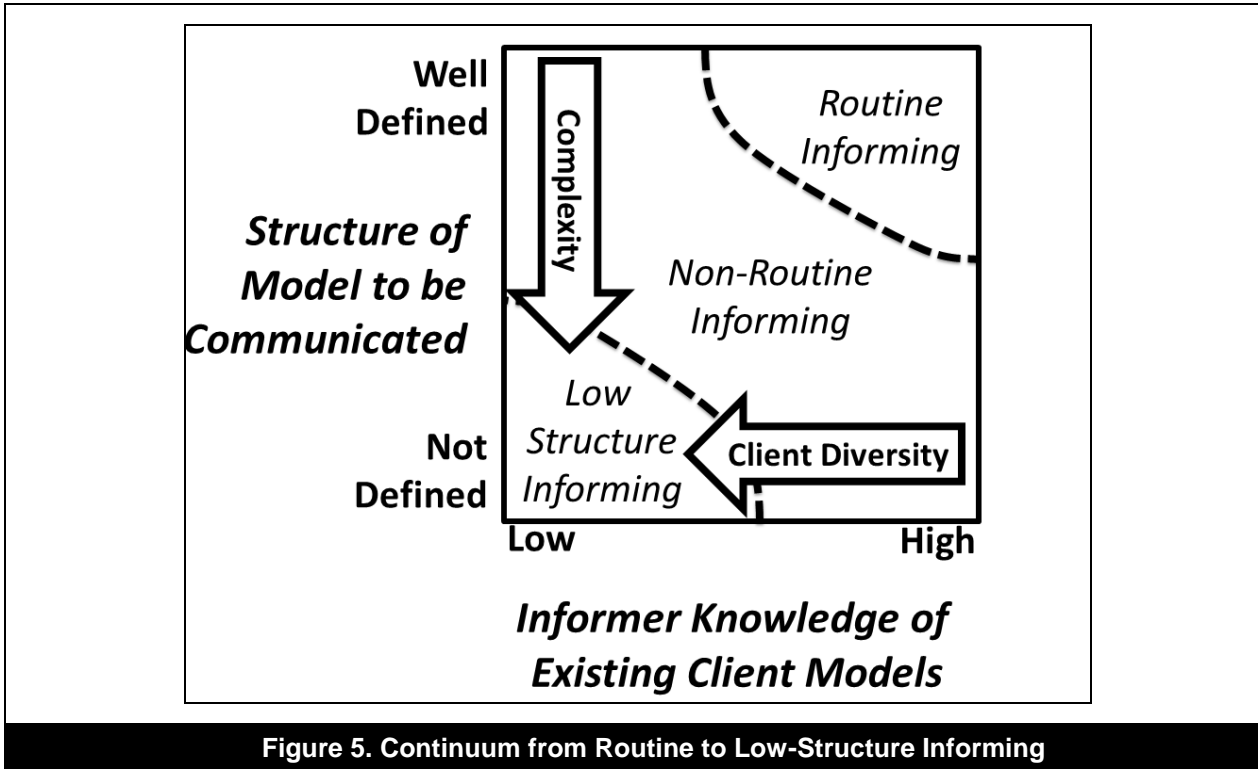 Well
Defined
Structure of
Model to be
Communicated
Not
Defined
Complexity
Routine
Informing
Non-Routine
Informing
Low
Structure
Informing
Client Diversity
Low
High
Informer Knowledge of
Existing Client Models
Figure 5. Continuum from Routine to Low-Structure Informing